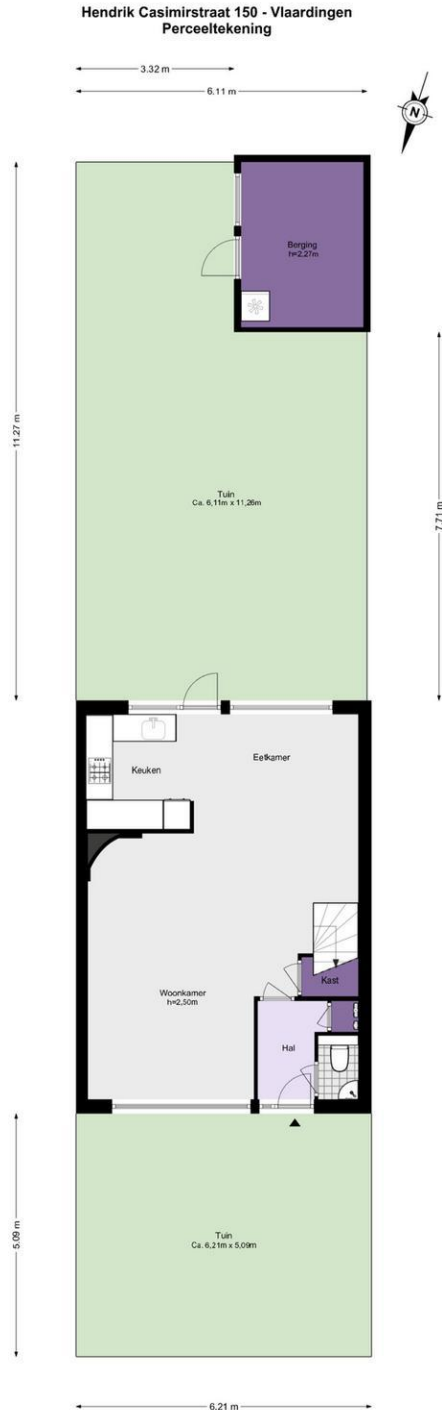 Hendrik Casimirstraat 150 - Vlaardingen
Perceeltekening
3.32 m
6.11 m
N
Berging
h=2,27m
11.27 m
7.71 m
Tuin
Ca. 6,11m x 11,26m
Keuken
Eetkamer
Kast
Woonkamer
h=2,50m
Hal
5.09 m
Tuin
Ca. 6,21m x 5,09m
6.21 m